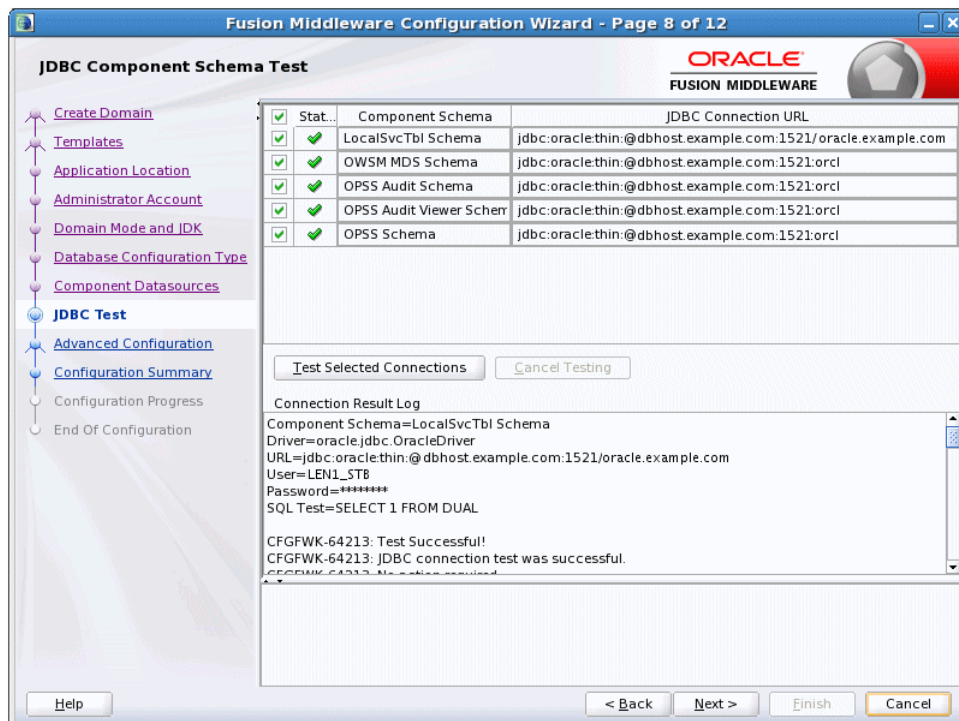 Fusion Middleware Configuration Wizard - Page 8 of 12
JDBC Component Schema Test
ORACLE
FUSION MIDDLEWARE
Create Domain
Templates
Application Location
Administrator Account
Domain Mode and JDK
Database Configuration Type
Component Datasources
JDBC Test
Advanced Configuration
Configuration Summary
Configuration Progress
End Of Configuration
Stat... Component Schema JDBC Connection URL
LocalSvcTbl Schema jdbc:oracle:thin:@dbhost.example.com:1521/oracle.example.com
OWSM MDS Schema jdbc:oracle:thin:@dbhost.example.com:1521:orcl
OPSS Audit Schema jdbc:oracle:thin:@dbhost.example.com:1521:orcl
OPSS Audit Viewer Schem jdbc:oracle:thin:@dbhost.example.com:1521:orcl
OPSS Schema jdbc:oracle:thin:@dbhost.example.com:1521:orcl
Test Selected Connections Cancel Testing
Connection Result Log
Component Schema=LocalSvcTbl Schema
Driver=oracle.jdbc.OracleDriver
URL=jdbc:oracle:thin:@dbhost.example.com:1521/oracle.example.com
User=LEN1_STB
Password=********
SQL Test=SELECT 1 FROM DUAL
CFGFWK-64213: Test Successful!
CFGFWK-64213: JDBC connection test was successful.
CFGFWK-64213: No action required.
Help < Back Next > Finish Cancel